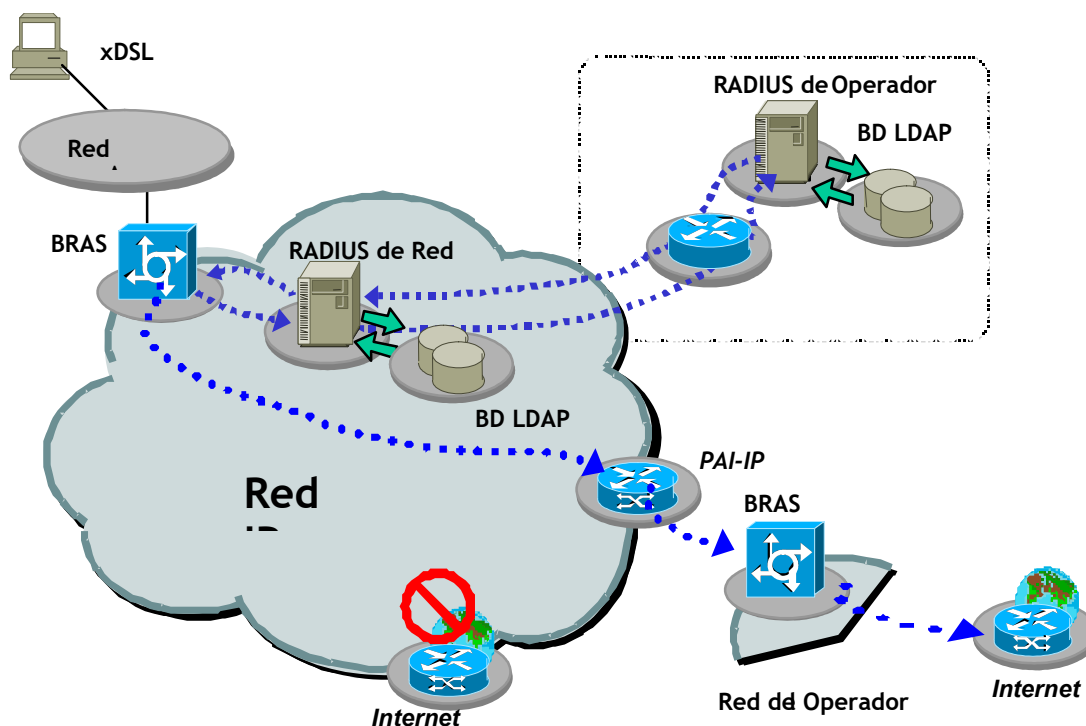 xDSL
RADIUS de Operador
BD LDAP
Red
BRAS
RADIUS de Red
BD LDAP
PAI-IP
Red
BRAS
Red del Operador
Internet
Internet